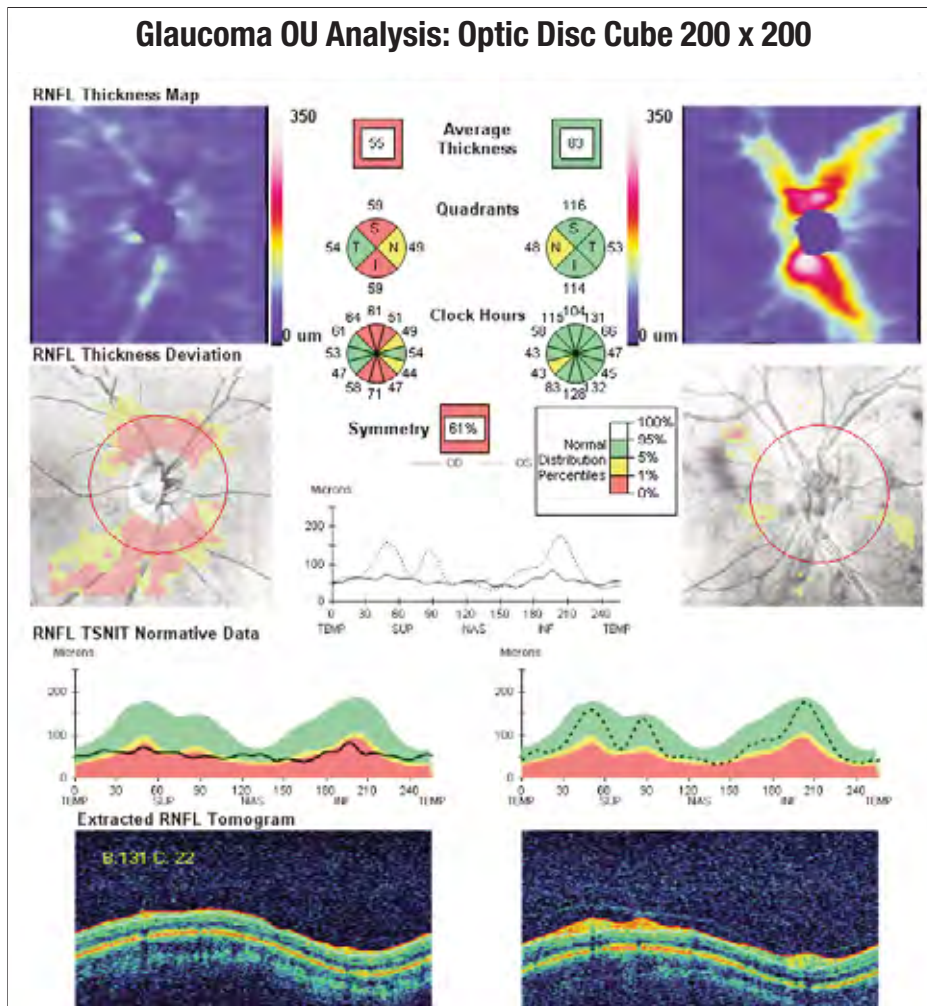 Glaucoma OU Analysis: Optic Disc Cube 200 x 200
RNFL Thickness Map
350
0 um
55
Average
Thickness
83
350
0 um
Quadrants
59
54 T S N I 49
59
116
48 N S T I 53
114
Clock Hours
64 81 51
61 49
53 54
47 44
58 71 47
115 104 131
58 66
43 47
43 45
83 128 132
RNFL Thickness Deviation
Symmetry
61%
OD OS
Normal
Distribution
Percentiles
100%
95%
5%
1%
0%
Microns
200
100
0
0 30 60 90 120 150 180 210 240
TEMP SUP NAS INF TEMP
RNFL TSNIT Normative Data
Microns
200
100
0
0 30 60 90 120 150 180 210 240
TEMP SUP NAS INF TEMP
Microns
200
100
0
0 30 60 90 120 150 180 210 240
TEMP SUP NAS INF TEMP
Extracted RNFL Tomogram
B:131 C: 22